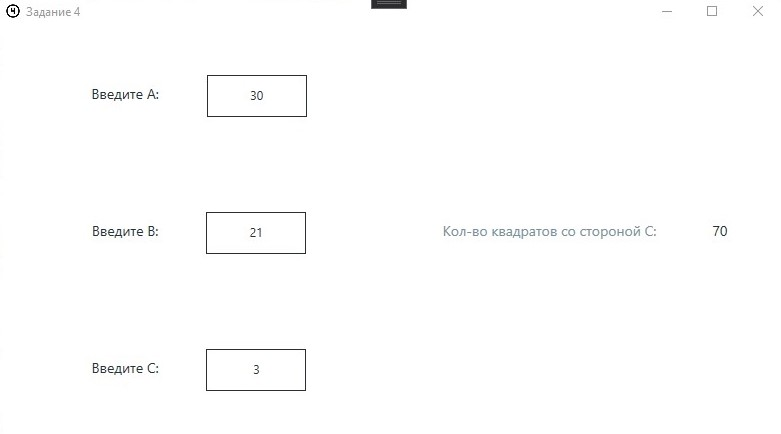 Задание 4
Введите A:
30
Введите B:
21
Кол-во квадратов со стороной C:
70
Введите C:
3